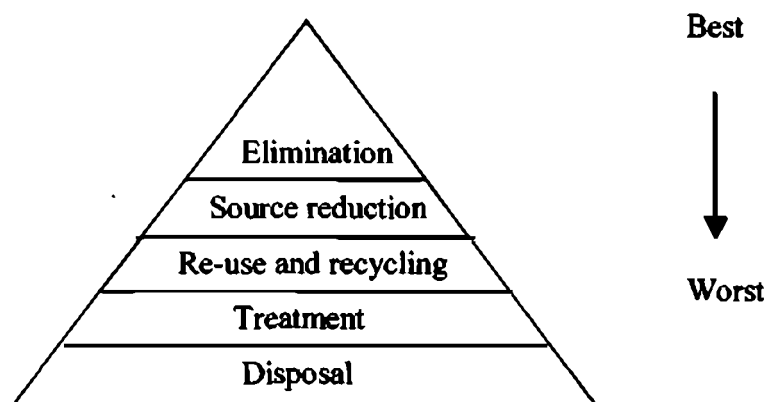 Best
Elimination
Source reduction
Re-use and recycling
Worst
Treatment
Disposal